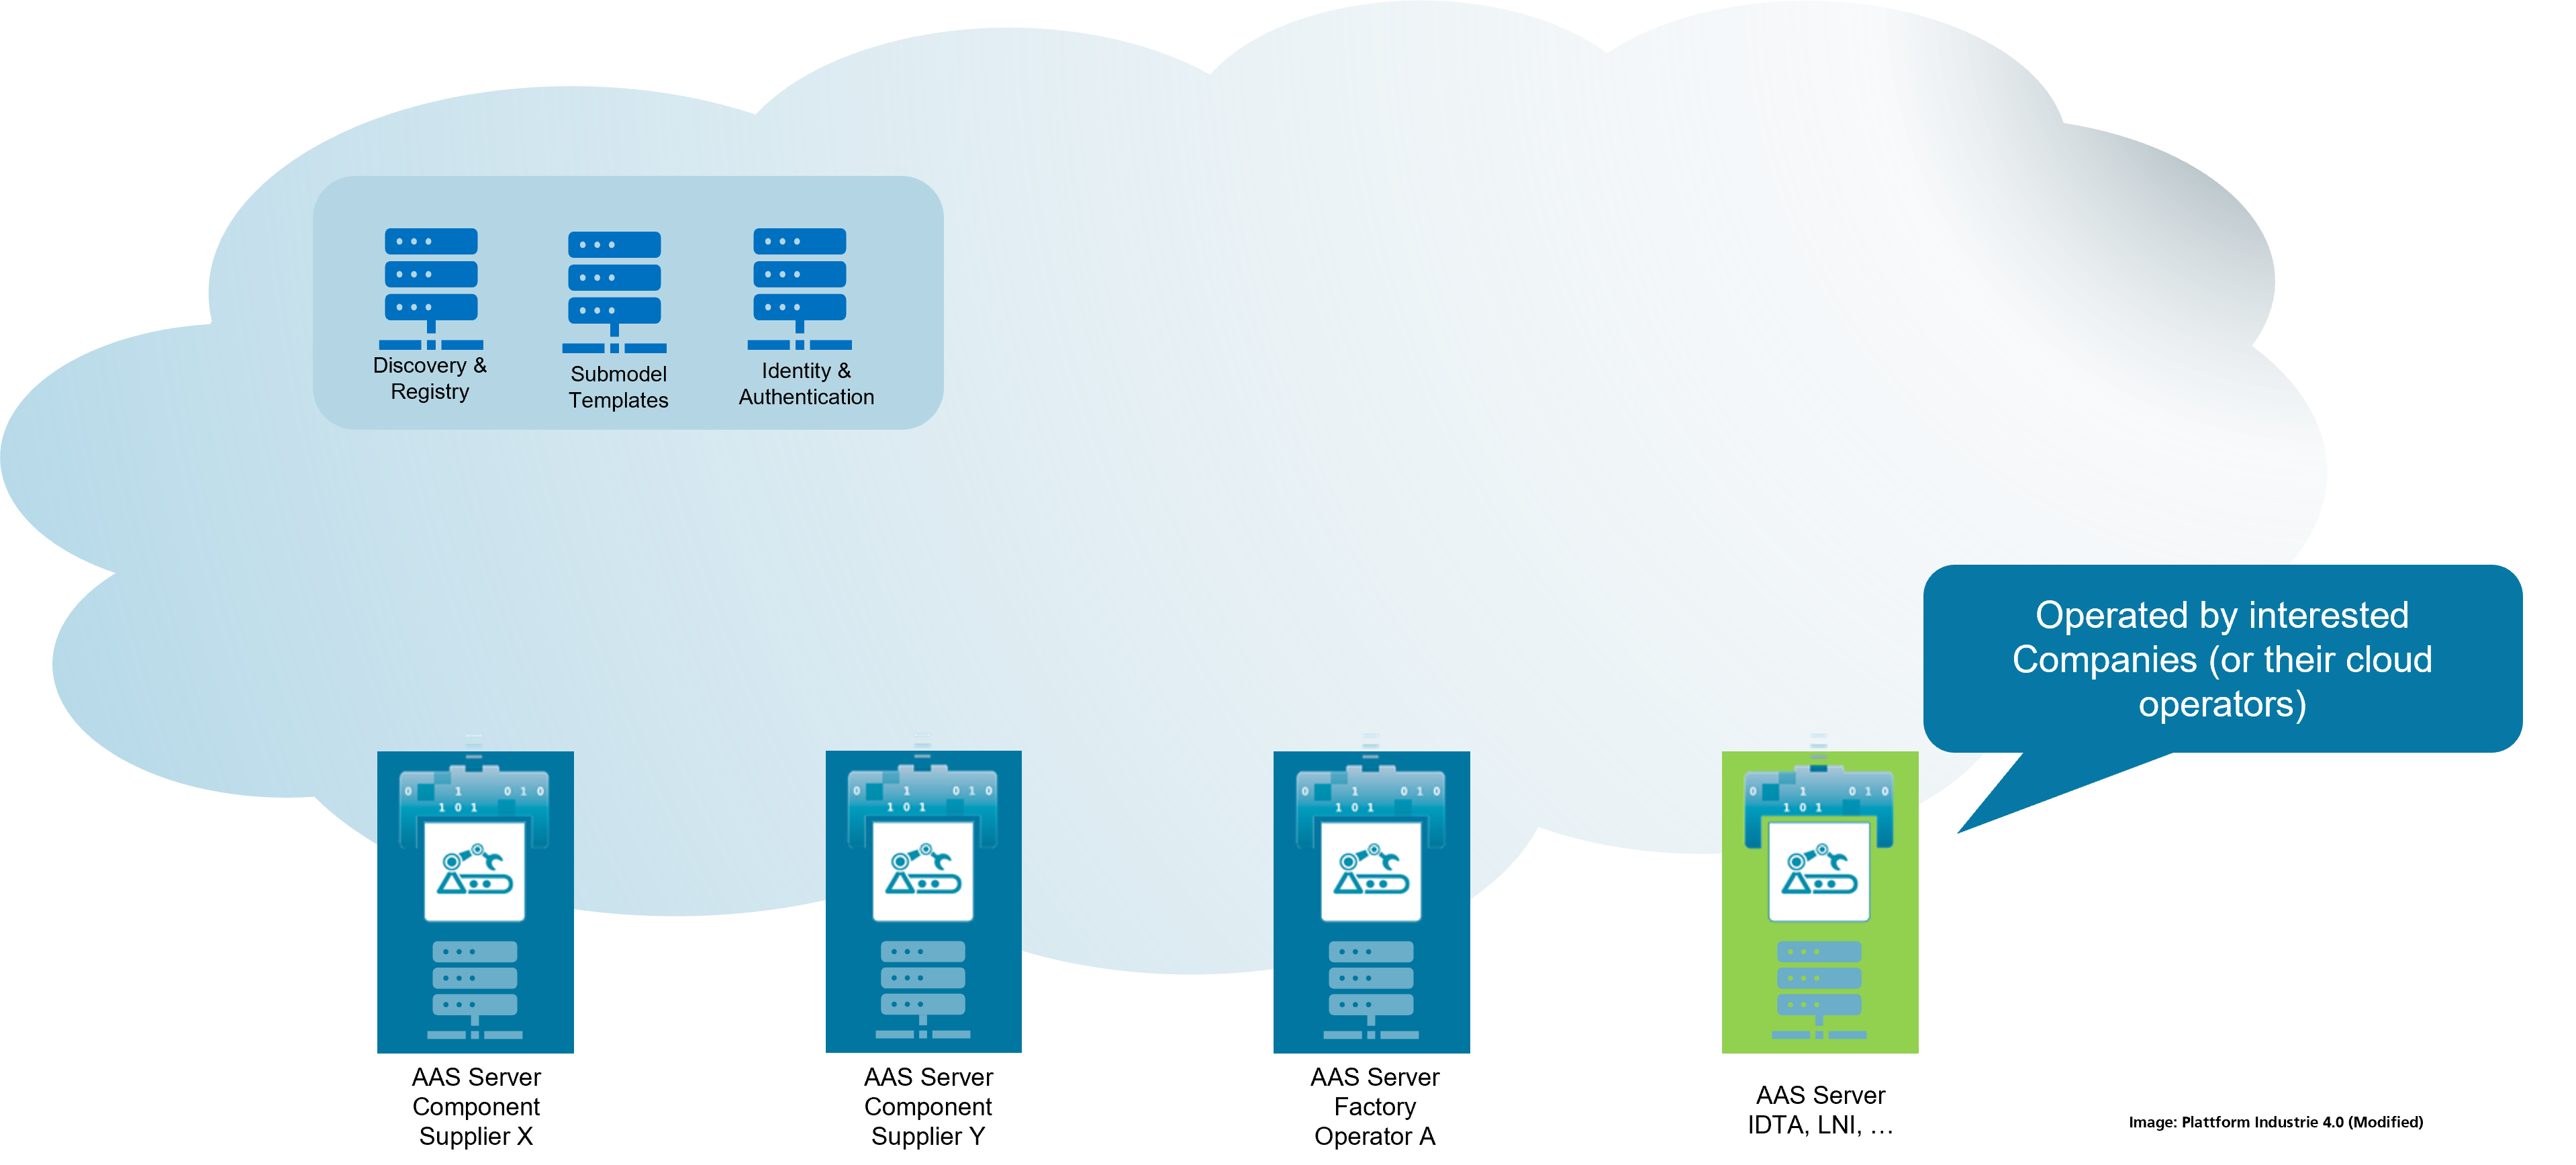 Discovery &
Registry
Submodel
Templates
Identity &
Authentication
Operated by interested
Companies (or their cloud
operators)
0 1 0 1 0
1 0 1
0 1 0 1 0
1 0 1
0 1 0 1 0
1 0 1
0 1 0 1 0
1 0 1
AAS Server
Component
Supplier X
AAS Server
Component
Supplier Y
AAS Server
Factory
Operator A
AAS Server
IDTA, LNI, …
Image: Plattform Industrie 4.0 (Modified)